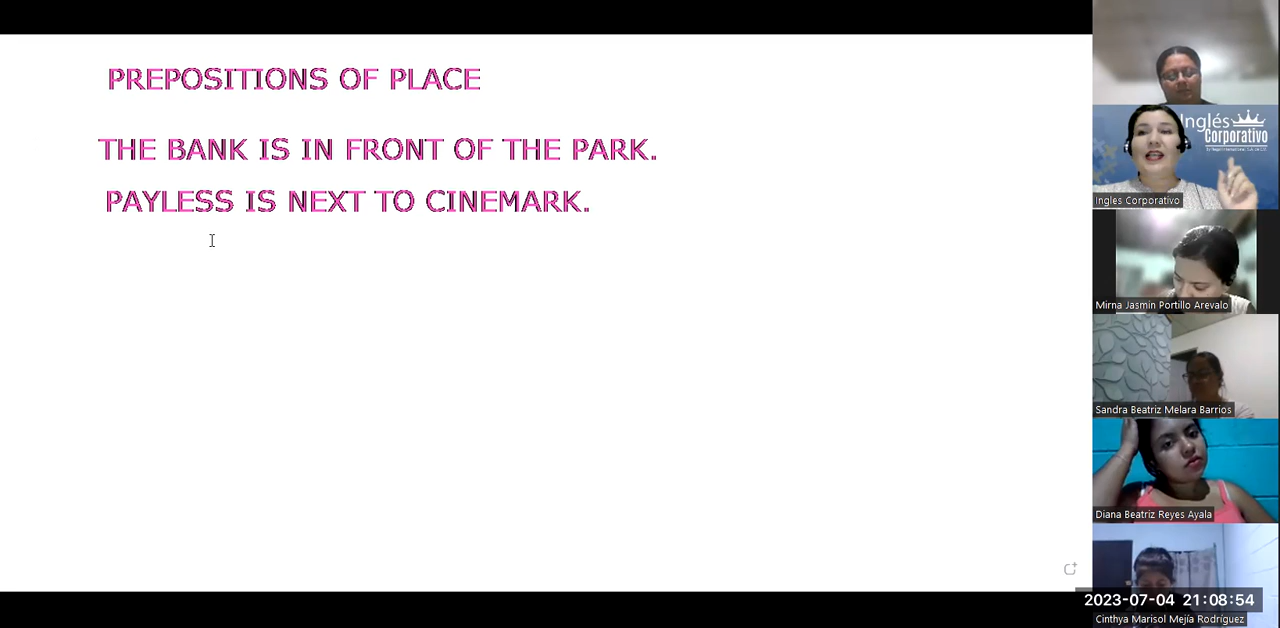 PREPOSITIONS OF PLACE
THE BANK IS IN FRONT OF THE PARK.
PAYLESS IS NEXT TO CINEMARK.
Inglés
Corporativo
Inglés Corporativo
Mirna Jasmin Portillo Arevalo
Sandra Beatriz Melara Barrios
Diana Beatriz Reyes Ayala
2023-07-04 21:08:54
Cinthya Marisol Mejía Rodríguez